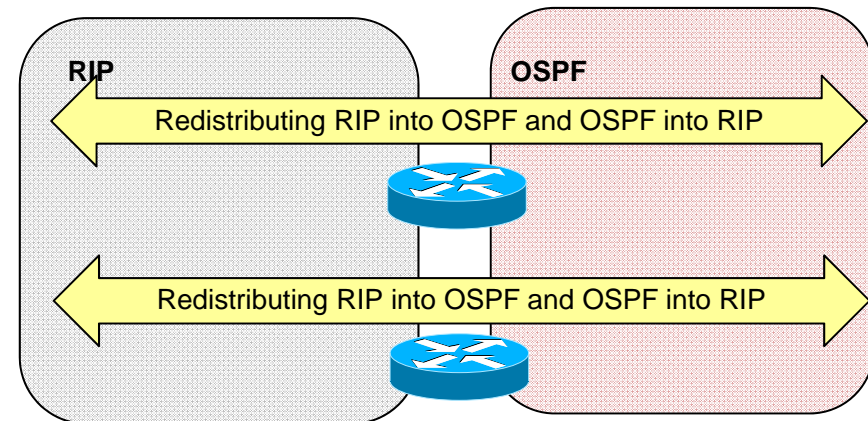 RIP
OSPF
Redistributing RIP into OSPF and OSPF into RIP
Redistributing RIP into OSPF and OSPF into RIP